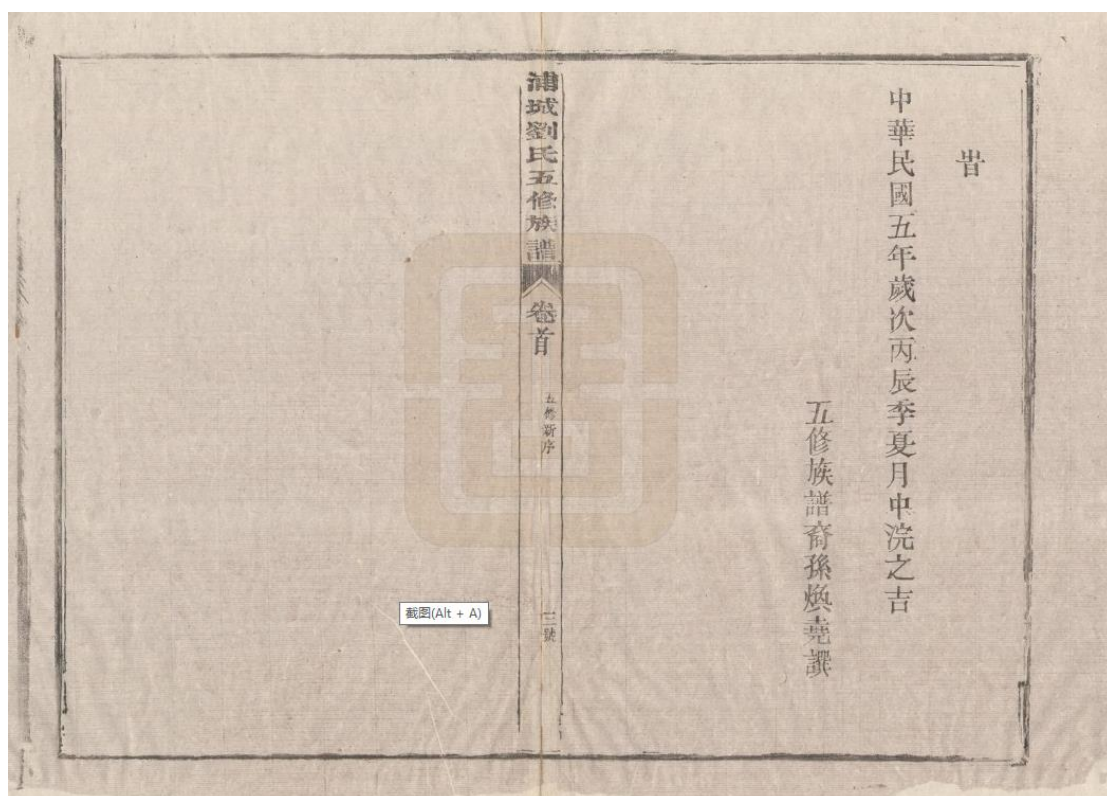 旹
中華民國五年歲次丙辰季夏月中浣之吉
五修族譜裔孫煥堯譔
浦城劉氏五修族譜
卷首
五修新序
三號
截图(Alt + A)